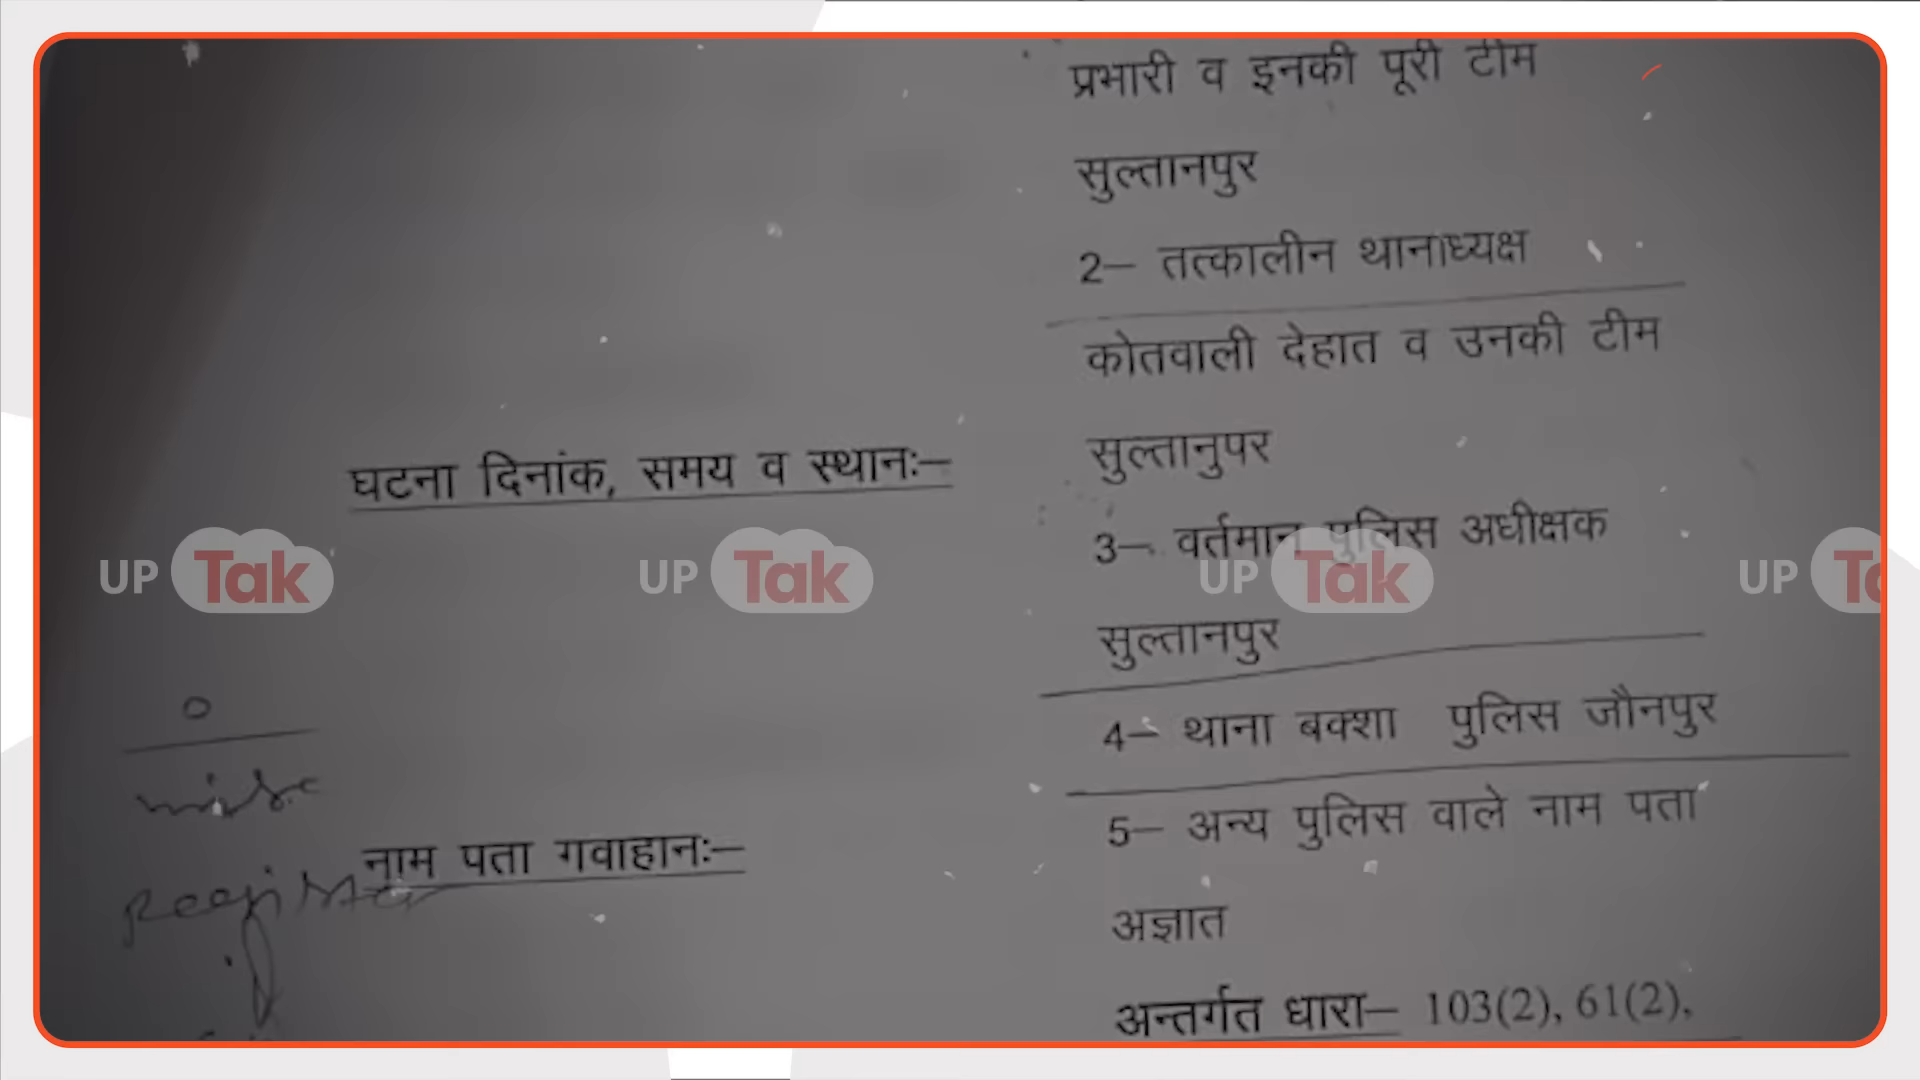 प्रभारी व इनकी पूरी टीम
सुल्तानपुर
2— तत्कालीन थानाध्यक्ष
कोतवाली देहात व उनकी टीम
घटना दिनांक, समय व स्थानः—
सुल्तानुपर
3— वर्तमान पुलिस अधीक्षक
UP Tak UP Tak UP Tak UP
सुल्तानपुर
4— थाना बक्शा पुलिस जौनपुर
5— अन्य पुलिस वाले नाम पता
नाम पता गवाहानः—
अज्ञात
अन्तर्गत धारा— 103(2), 61(2),